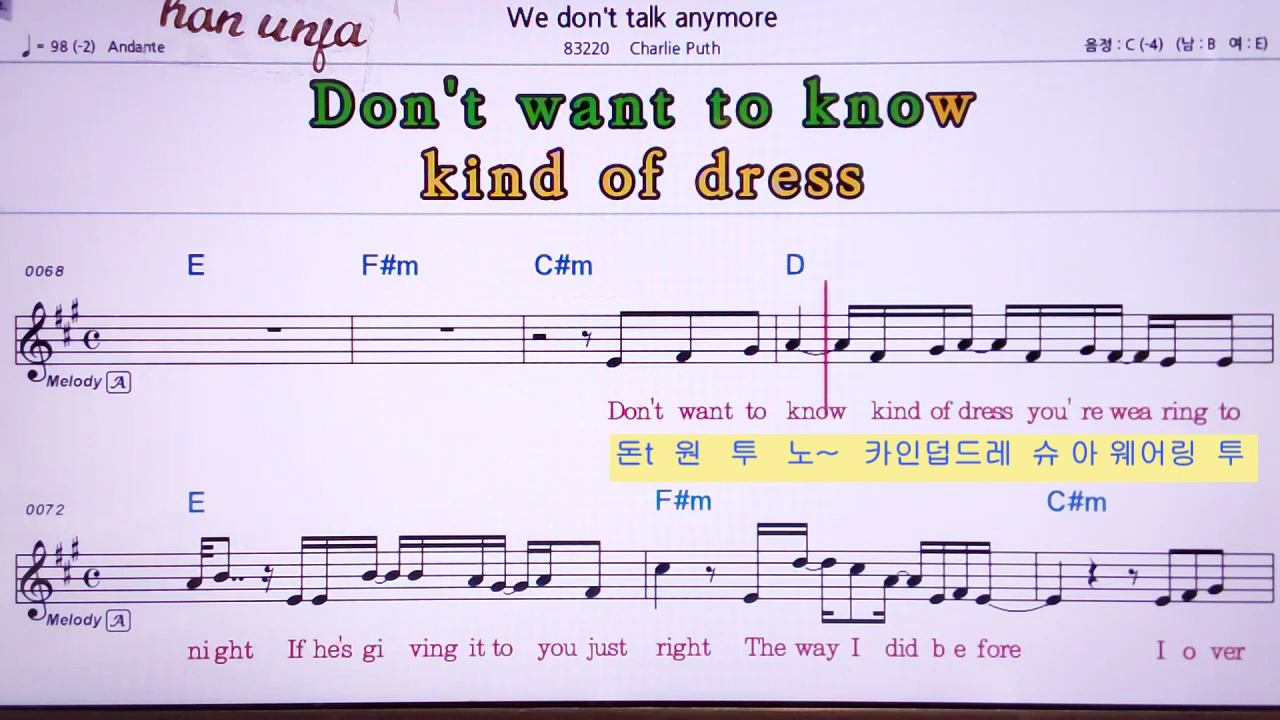 han unfa
We don't talk anymore
♩ = 98 (-2) Andante
83220 Charlie Puth
음정 : C (-4) (남 : B 여 : E)
Don't want to know
kind of dress
0068 E F#m C#m D
Melody A
Don't want to know kind of dress you' re wea ring to
돈t 원 투 노~ 카인덥드레 슈 아 웨어링 투
0072 E F#m C#m
Melody A
ni ght If he's gi ving it to you just right The way I did b e fore I o ver